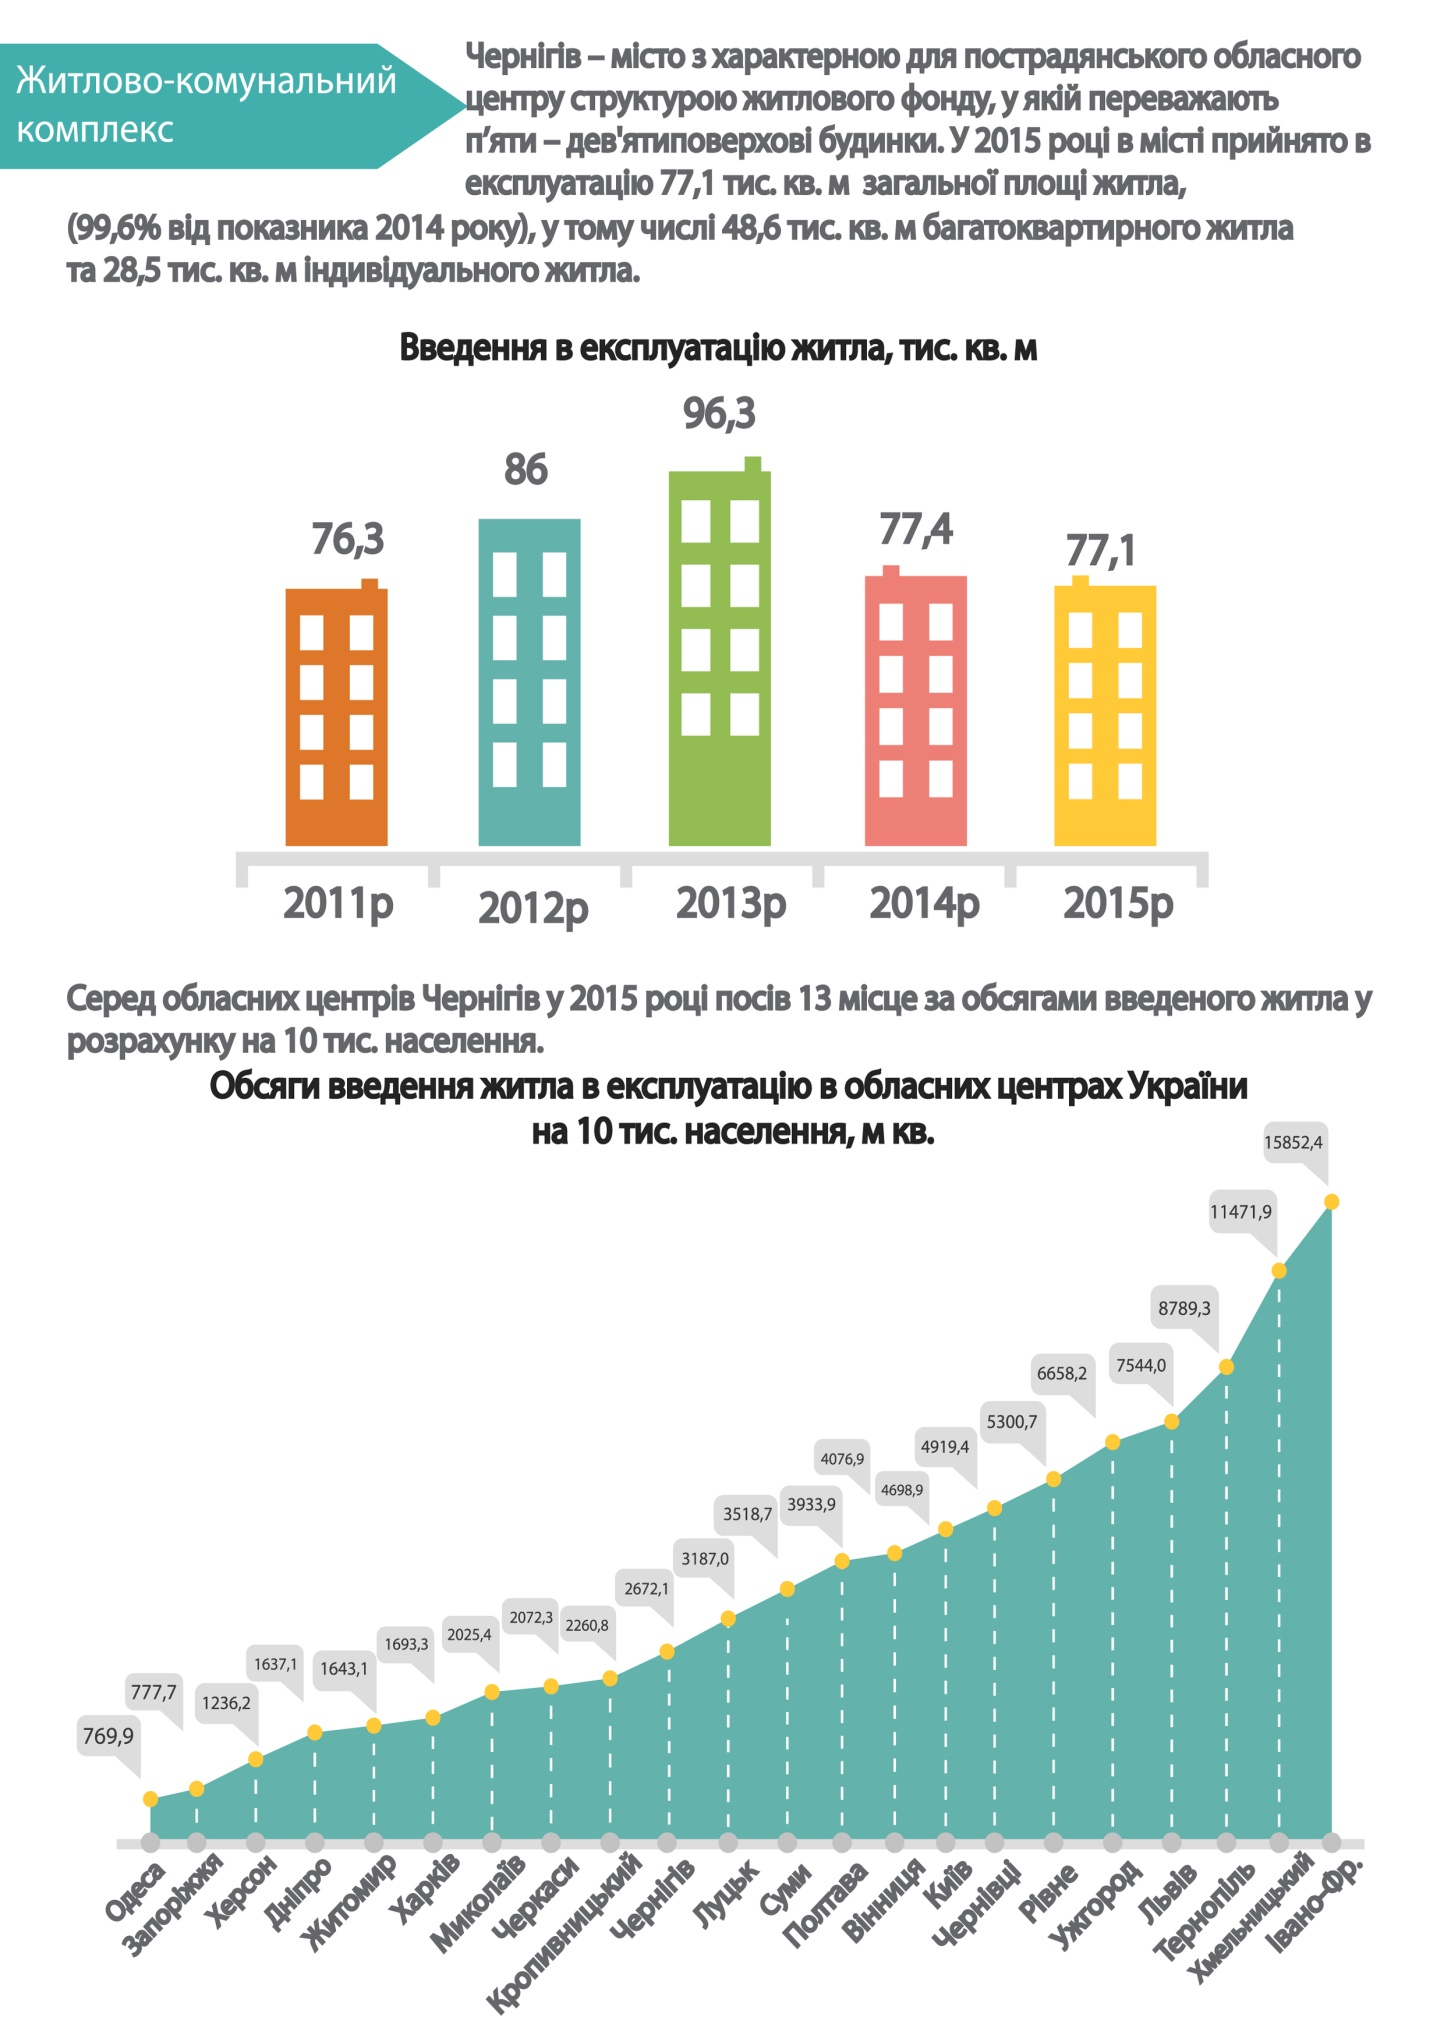 Житлово-комунальний
комплекс
Чернігів – місто з характерною для пострадянського обласного
центру структурою житлового фонду, у якій переважають
п’яти – дев'ятиповерхові будинки. У 2015 році в місті прийнято в
експлуатацію 77,1 тис. кв. м загальної площі житла,
(99,6% від показника 2014 року), у тому числі 48,6 тис. кв. м багатоквартирного житла
та 28,5 тис. кв. м індивідуального житла.
Введення в експлуатацію житла, тис. кв. м
76,3
86
96,3
77,4
77,1
2011р
2012р
2013р
2014р
2015р
Серед обласних центрів Чернігів у 2015 році посів 13 місце за обсягами введеного житла у
розрахунку на 10 тис. населення.
Обсяги введення житла в експлуатацію в обласних центрах України
на 10 тис. населення, м кв.
769,9
777,7
1236,2
1637,1
1643,1
1693,3
2025,4
2072,3
2260,8
2672,1
3187,0
3518,7
3933,9
4076,9
4698,9
4919,4
5300,7
6658,2
7544,0
8789,3
11471,9
15852,4
Одеса
Запоріжжя
Херсон
Дніпро
Житомир
Харків
Миколаїв
Черкаси
Кропивницький
Чернігів
Луцьк
Суми
Полтава
Вінниця
Київ
Чернівці
Рівне
Ужгород
Львів
Тернопіль
Хмельницький
Івано-Фр.